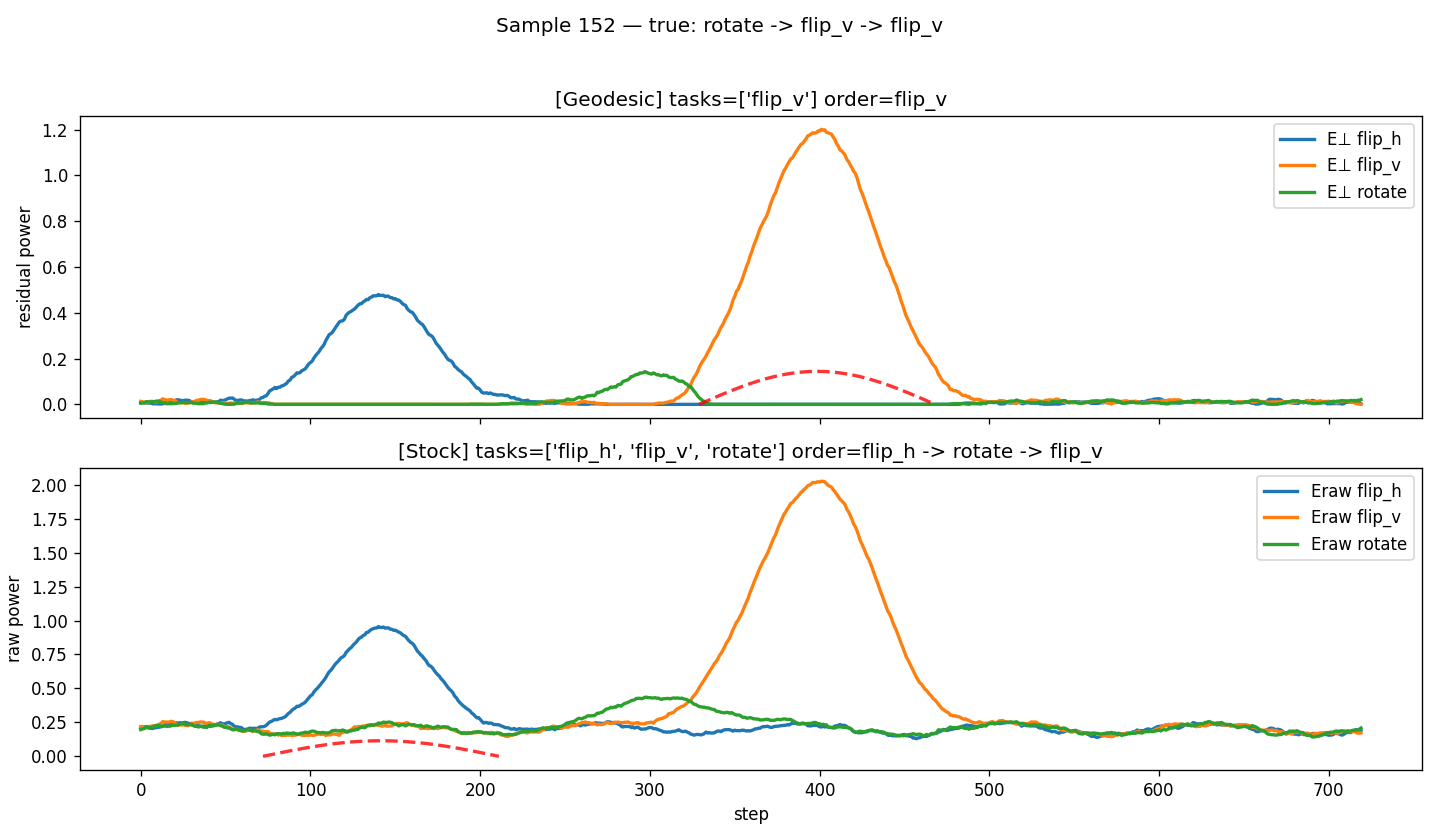 Sample 152 — true: rotate -> flip_v -> flip_v
[Geodesic] tasks=['flip_v'] order=flip_v
1.2
1.0
0.8
0.6
0.4
0.2
0.0
residual power
E⊥ flip_h
E⊥ flip_v
E⊥ rotate
[Stock] tasks=['flip_h', 'flip_v', 'rotate'] order=flip_h -> rotate -> flip_v
2.00
1.75
1.50
1.25
1.00
0.75
0.50
0.25
0.00
raw power
Eraw flip_h
Eraw flip_v
Eraw rotate
0 100 200 300 400 500 600 700
step